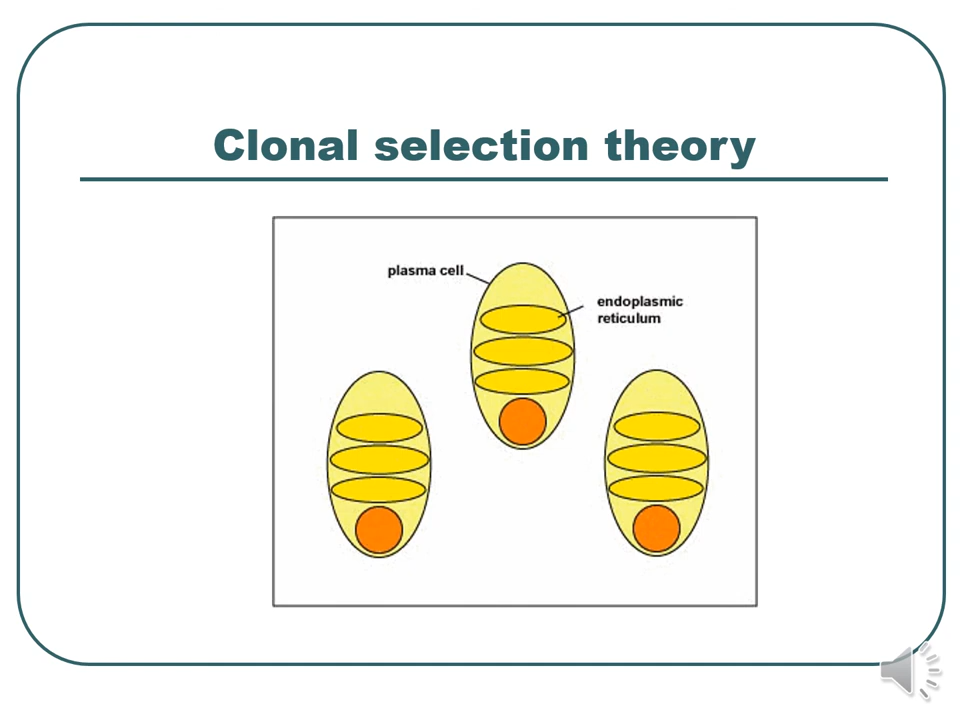 Clonal selection theory
plasma cell
endoplasmic
reticulum